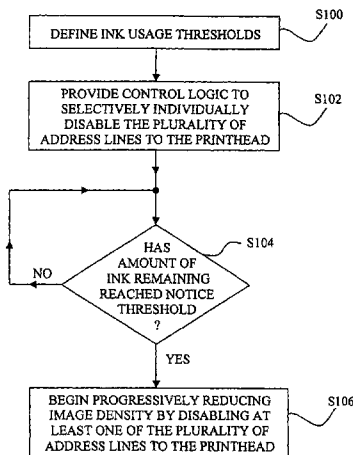 S100
DEFINE INK USAGE THRESHOLDS
S102
PROVIDE CONTROL LOGIC TO
SELECTIVELY INDIVIDUALLY
DISABLE THE PLURALITY OF
ADDRESS LINES TO THE PRINTHEAD
S104
HAS
AMOUNT OF
INK REMAINING
REACHED NOTICE
THRESHOLD
?
NO
YES
S106
BEGIN PROGRESSIVELY REDUCING
IMAGE DENSITY BY DISABLING AT
LEAST ONE OF THE PLURALITY OF
ADDRESS LINES TO THE PRINTHEAD